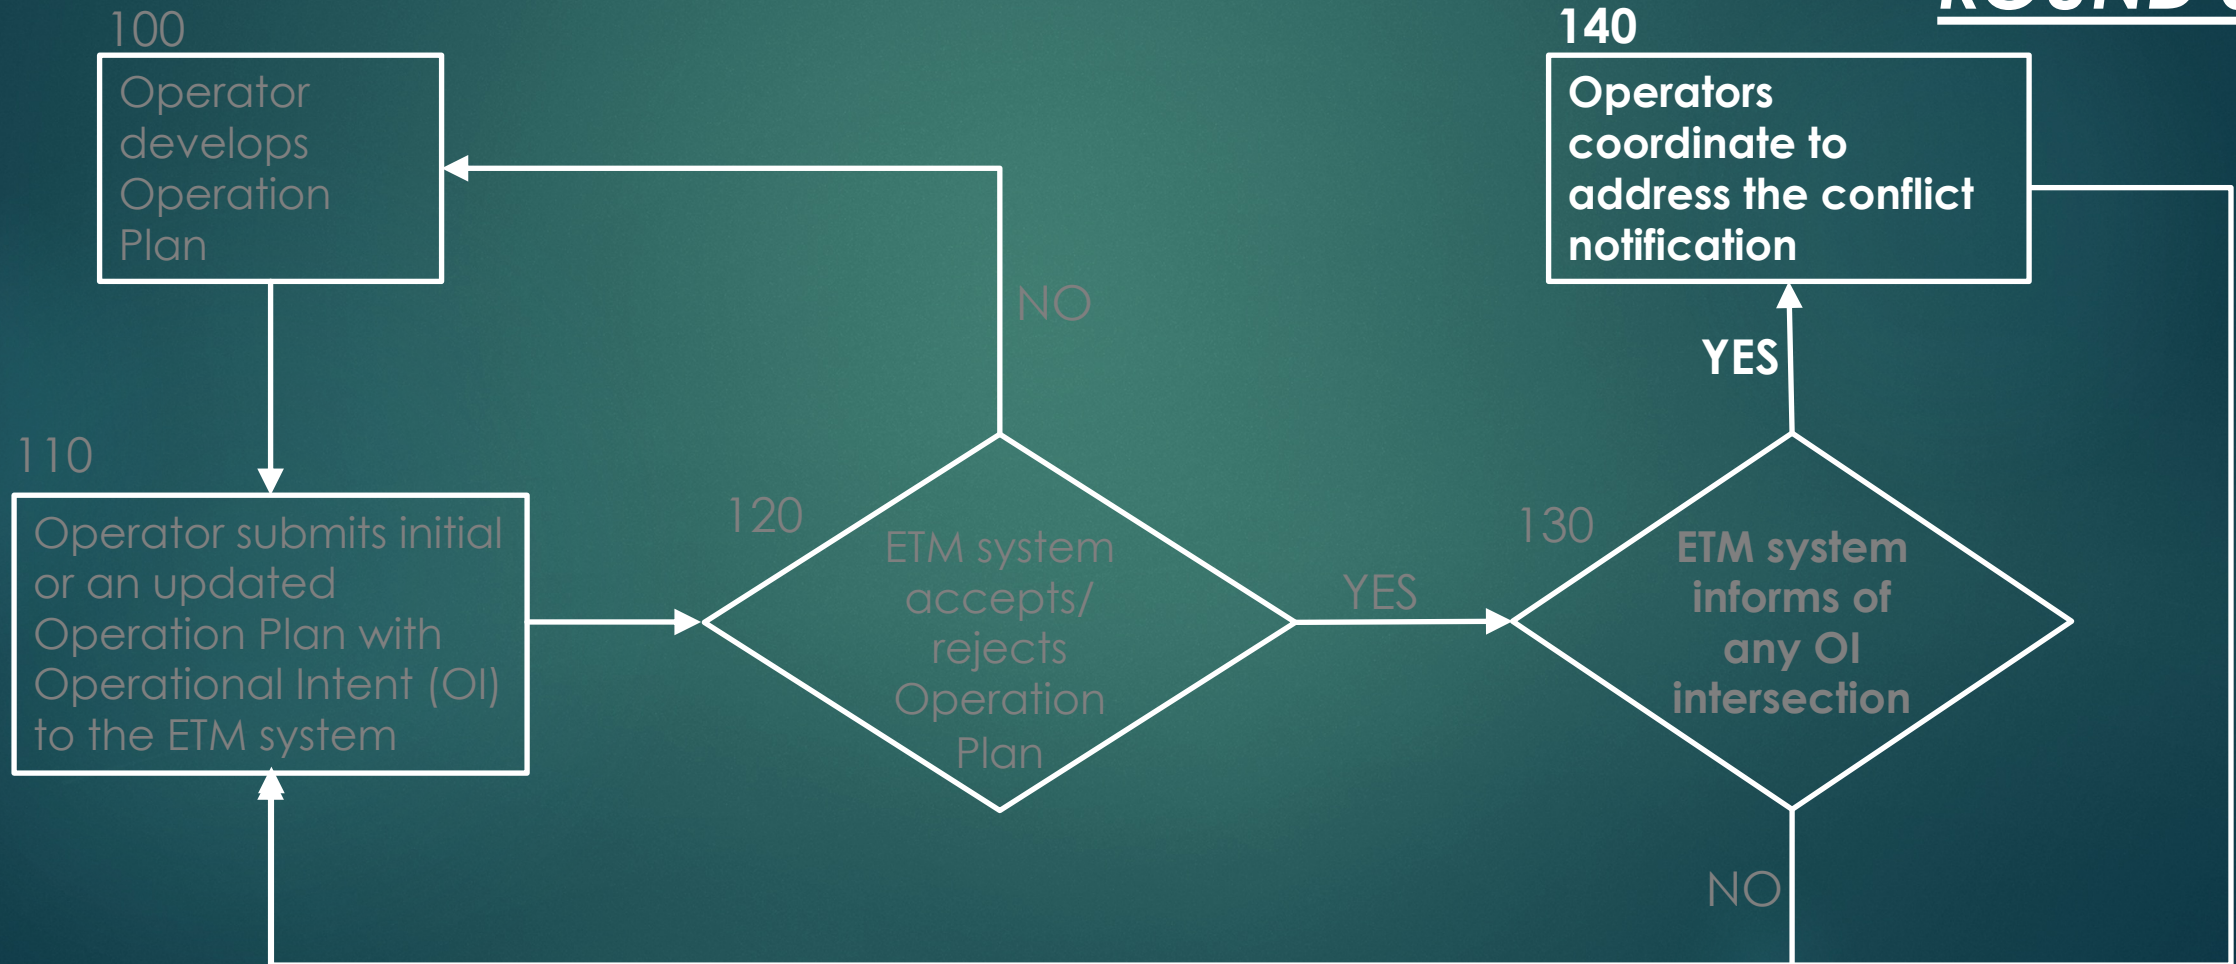 100
Operator
develops
Operation
Plan
NO
110
Operator submits initial
or an updated
Operation Plan with
Operational Intent (OI)
to the ETM system
120
ETM system
accepts/
rejects
Operation
Plan
YES
130
ETM system
informs of
any OI
intersection
YES
140
Operators
coordinate to
address the conflict
notification
NO